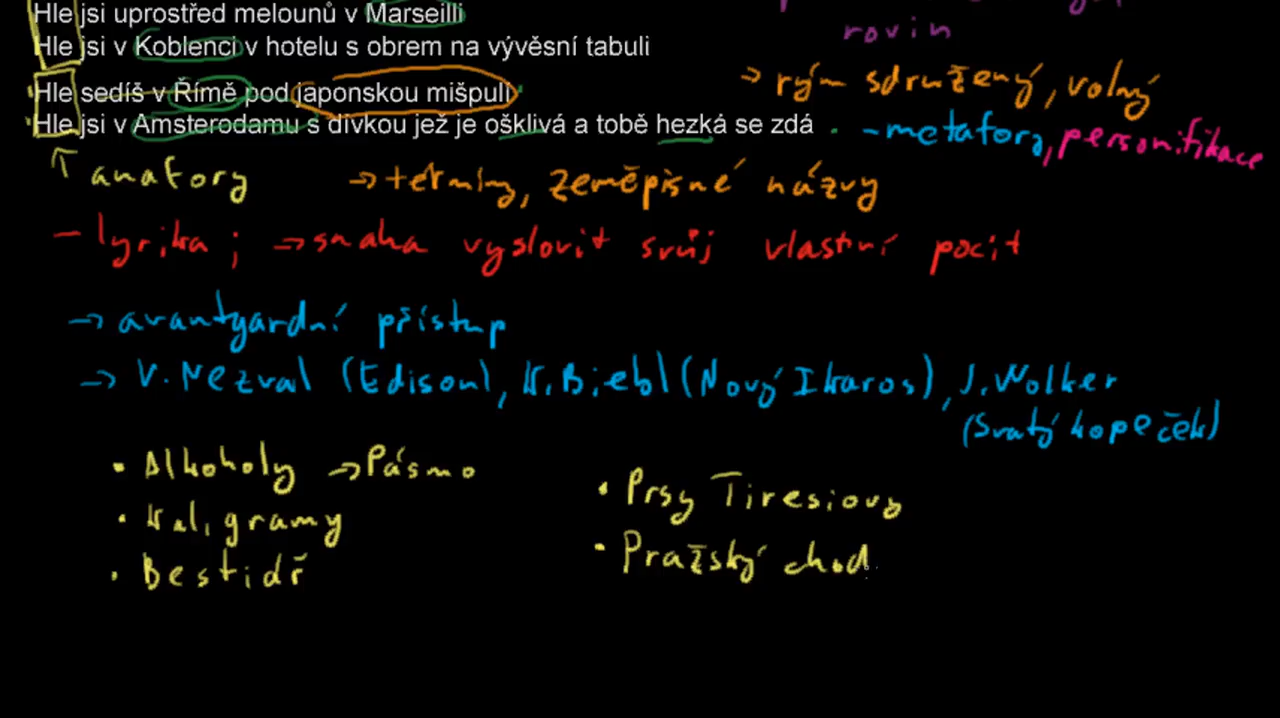 Hle jsi uprostřed melounů v Marseilli
rovin
Hle jsi v Koblenci v hotelu s obrem na vývěsní tabuli
→ rým sdružený, volný
Hle sedíš v Římě pod japonskou mišpulí
Hle jsi v Amsterodamu s dívkou jež je ošklivá a tobě hezká se zdá
- metafora, personifikace
anafory → termíny, zeměpisné názvy
- lyrika ; → snaha vyslovit svůj vlastní pocit
→ avantgardní přístup
→ V. Nezval (Edison), K. Biebl (Nový Ikaros), J. Wolker
(Svatý kopeček)
• Alkoholy → Pásmo
• Prsy Tiresiovy
• Kaligramy
• Pražský chod
• Bestiář